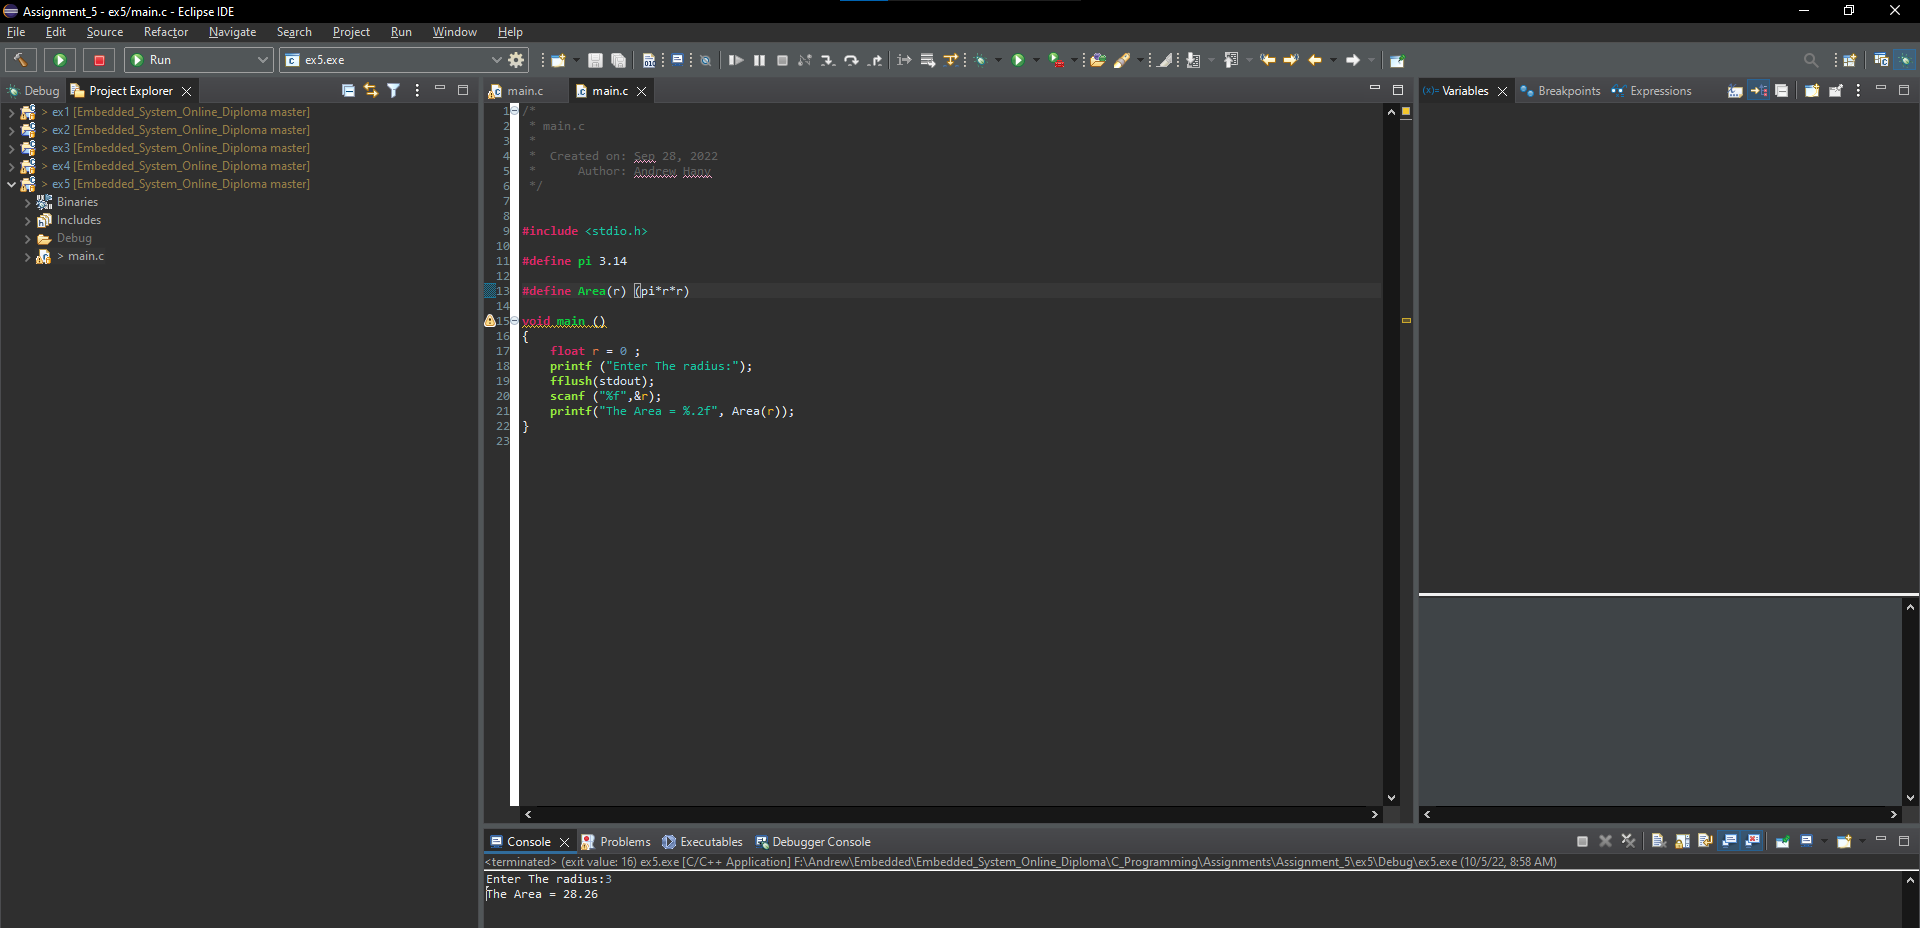 Assignment_5 - ex5/main.c - Eclipse IDE
File Edit Source Refactor Navigate Search Project Run Window Help
Run
ex5.exe
Debug
Project Explorer
> ex1 [Embedded_System_Online_Diploma master]
> ex2 [Embedded_System_Online_Diploma master]
> ex3 [Embedded_System_Online_Diploma master]
> ex4 [Embedded_System_Online_Diploma master]
> ex5 [Embedded_System_Online_Diploma master]
Binaries
Includes
Debug
> main.c
main.c
main.c
1 /*
2 * main.c
3 *
4 * Created on: Sep 28, 2022
5 * Author: Andrew Hany
6 */
7
8
9 #include <stdio.h>
10
11 #define pi 3.14
12
13 #define Area(r) (pi*r*r)
14
15 void main ()
16 {
17 float r = 0 ;
18 printf ("Enter The radius:");
19 fflush(stdout);
20 scanf ("%f",&r);
21 printf("The Area = %.2f", Area(r));
22 }
23
(x)= Variables
Breakpoints
Expressions
Console
Problems
Executables
Debugger Console
<terminated> (exit value: 16) ex5.exe [C/C++ Application] F:\Andrew\Embedded\Embedded_System_Online_Diploma\C_Programming\Assignments\Assignment_5\ex5\Debug\ex5.exe (10/5/22, 8:58 AM)
Enter The radius:3
The Area = 28.26